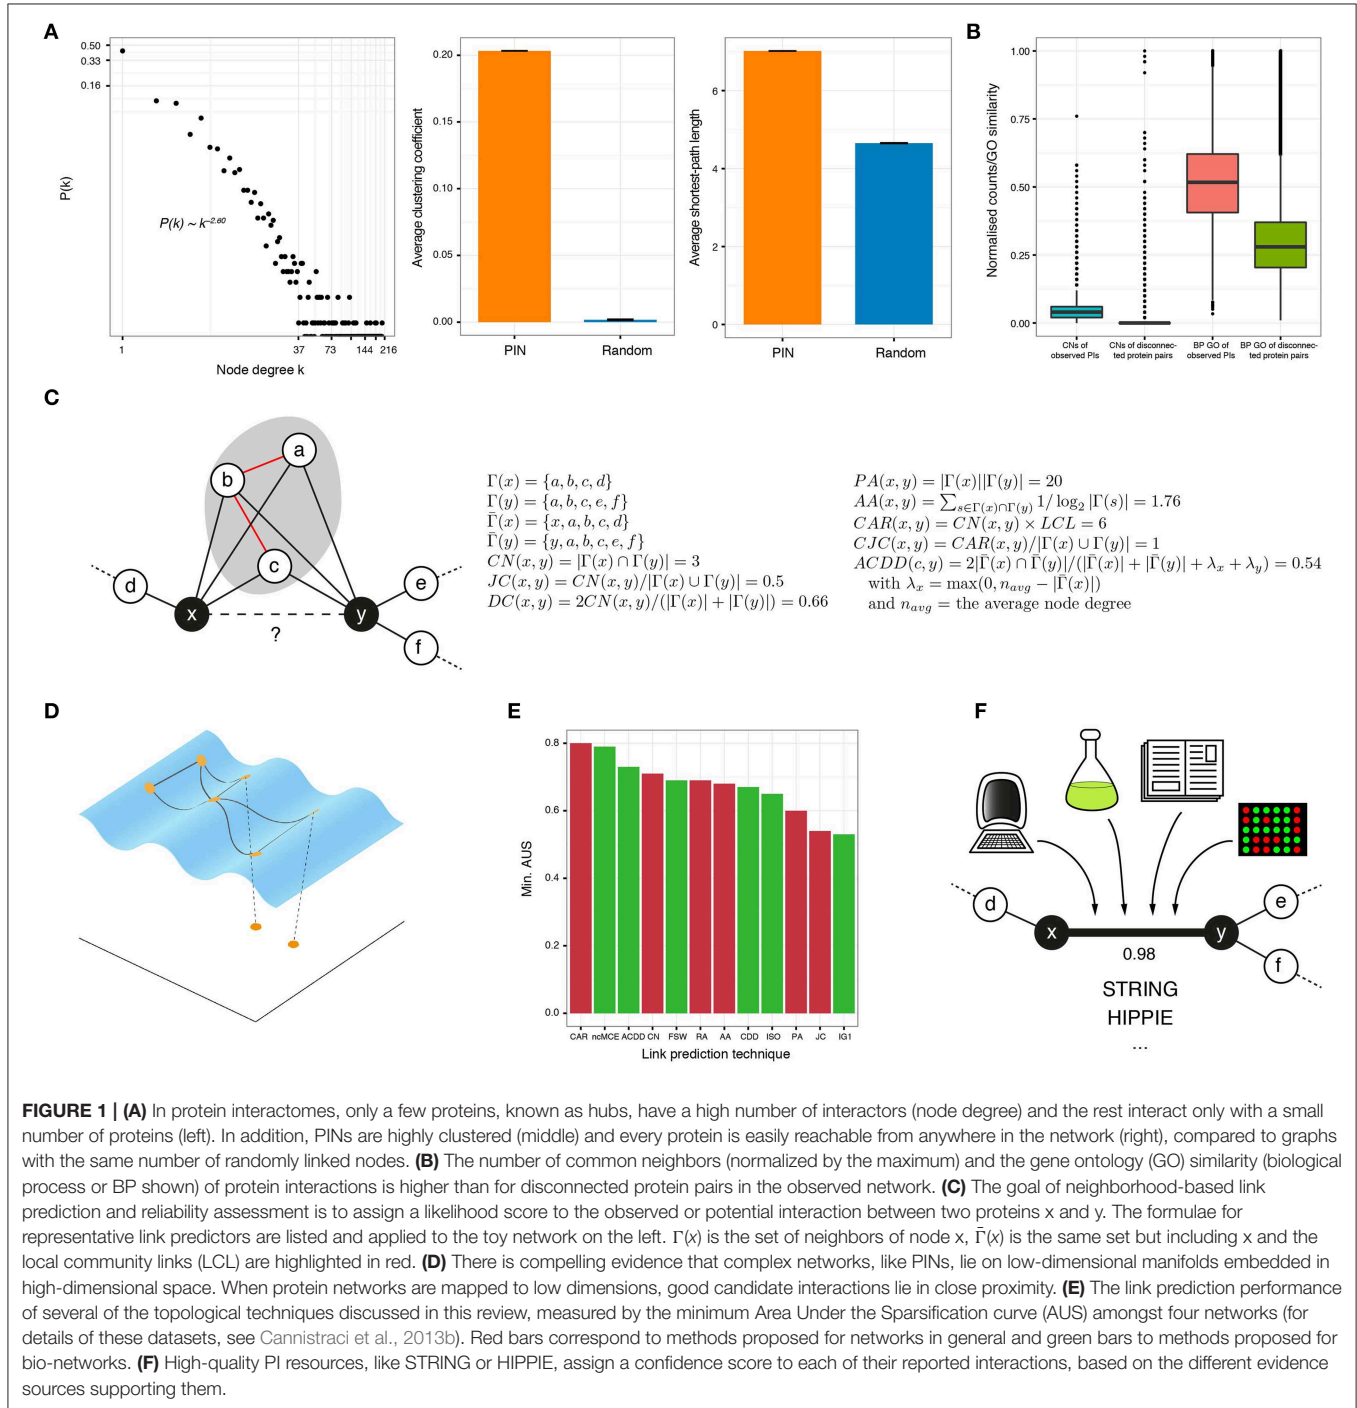 A
0.50
0.33
0.16
P(k)
P(k) ~ k^−2.60
1
37
73
144
216
Node degree k
0.20
0.15
0.10
0.05
0.00
Average clustering coefficient
PIN
Random
6
4
2
0
Average shortest-path length
PIN
Random
B
1.00
0.75
0.50
0.25
0.00
Normalised counts/GO similarity
CNs of observed PIs
CNs of disconnec-ted protein pairs
BP GO of observed PIs
BP GO of disconnec-ted protein pairs
C
a
b
c
d
x
y
e
f
?
Γ(x) = {a, b, c, d}
Γ(y) = {a, b, c, e, f}
Γ̄(x) = {x, a, b, c, d}
Γ̄(y) = {y, a, b, c, e, f}
CN(x, y) = |Γ(x) ∩ Γ(y)| = 3
JC(x, y) = CN(x, y)/|Γ(x) ∪ Γ(y)| = 0.5
DC(x, y) = 2CN(x, y)/(|Γ(x)| + |Γ(y)|) = 0.66
PA(x, y) = |Γ(x)||Γ(y)| = 20
AA(x, y) = ∑_{s∈Γ(x)∩Γ(y)} 1/ log₂ |Γ(s)| = 1.76
CAR(x, y) = CN(x, y) × LCL = 6
CJC(x, y) = CAR(x, y)/|Γ(x) ∪ Γ(y)| = 1
ACDD(c, y) = 2|Γ̄(x) ∩ Γ̄(y)|/(|Γ̄(x)| + |Γ̄(y)| + λ_x + λ_y) = 0.54
with λ_x = max(0, n_avg − |Γ̄(x)|)
and n_avg = the average node degree
D
E
0.8
0.6
0.4
0.2
0.0
Min. AUS
CAR ncMCE ACDD CN FSW RA AA CDD ISO PA JC IG1
Link prediction technique
F
d
x
y
e
f
0.98
STRING
HIPPIE
...
FIGURE 1 | (A) In protein interactomes, only a few proteins, known as hubs, have a high number of interactors (node degree) and the rest interact only with a small
number of proteins (left). In addition, PINs are highly clustered (middle) and every protein is easily reachable from anywhere in the network (right), compared to graphs
with the same number of randomly linked nodes. (B) The number of common neighbors (normalized by the maximum) and the gene ontology (GO) similarity (biological
process or BP shown) of protein interactions is higher than for disconnected protein pairs in the observed network. (C) The goal of neighborhood-based link
prediction and reliability assessment is to assign a likelihood score to the observed or potential interaction between two proteins x and y. The formulae for
representative link predictors are listed and applied to the toy network on the left. Γ(x) is the set of neighbors of node x, Γ̄(x) is the same set but including x and the
local community links (LCL) are highlighted in red. (D) There is compelling evidence that complex networks, like PINs, lie on low-dimensional manifolds embedded in
high-dimensional space. When protein networks are mapped to low dimensions, good candidate interactions lie in close proximity. (E) The link prediction performance
of several of the topological techniques discussed in this review, measured by the minimum Area Under the Sparsification curve (AUS) amongst four networks (for
details of these datasets, see Cannistraci et al., 2013b). Red bars correspond to methods proposed for networks in general and green bars to methods proposed for
bio-networks. (F) High-quality PI resources, like STRING or HIPPIE, assign a confidence score to each of their reported interactions, based on the different evidence
sources supporting them.